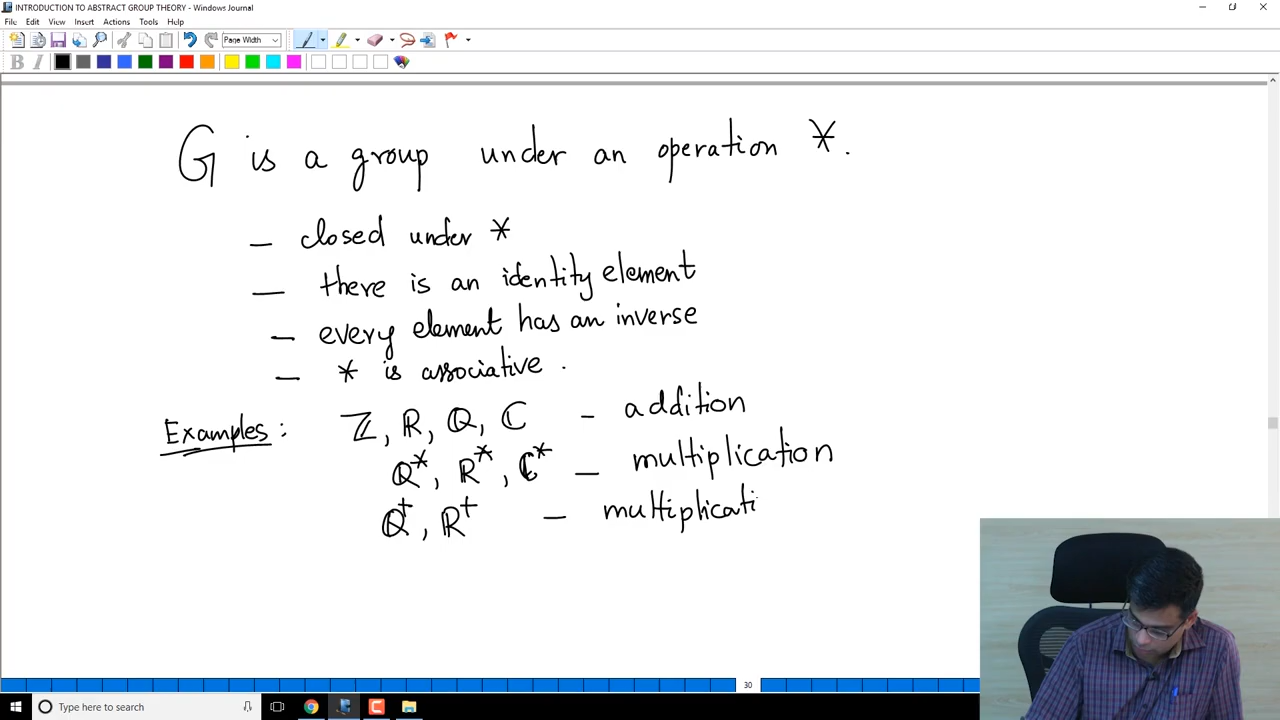 INTRODUCTION TO ABSTRACT GROUP THEORY - Windows Journal
File Edit View Insert Actions Tools Help
Page Width
B I
G is a group under an operation *.
— closed under *
— there is an identity element
— every element has an inverse
— * is associative.
Examples: ℤ, ℝ, ℚ, ℂ - addition
ℚ*, ℝ*, ℂ* — multiplication
ℚ⁺, ℝ⁺ — multiplicati
30
Type here to search